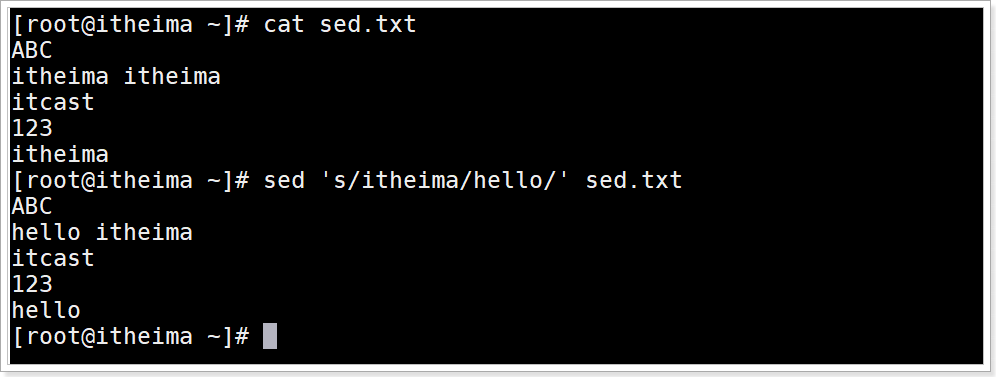 [root@itheima ~]# cat sed.txt
ABC
itheima itheima
itcast
123
itheima
[root@itheima ~]# sed 's/itheima/hello/' sed.txt
ABC
hello itheima
itcast
123
hello
[root@itheima ~]#